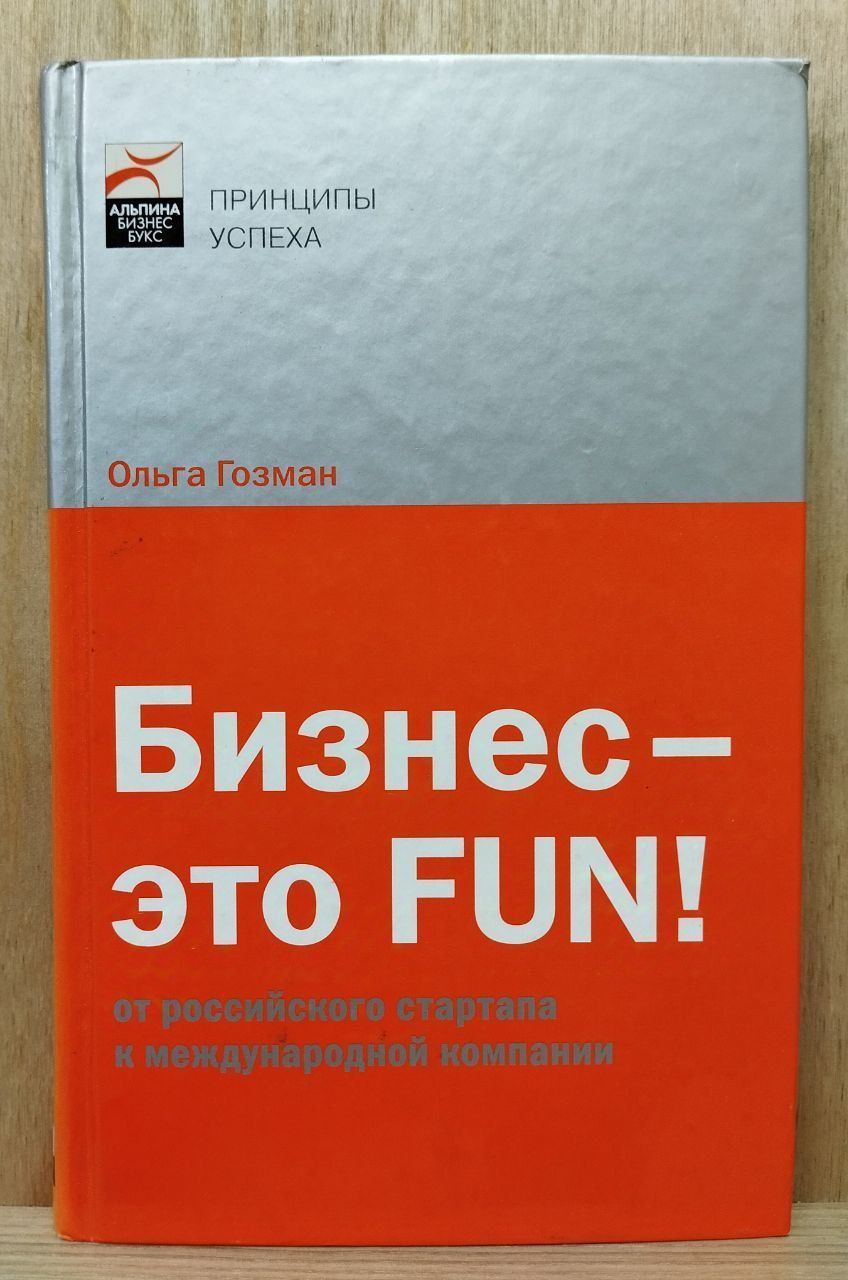 АЛЬПИНА
БИЗНЕС
БУКС
ПРИНЦИПЫ
УСПЕХА
Ольга Гозман
Бизнес –
это FUN!
от российского стартапа
к международной компании